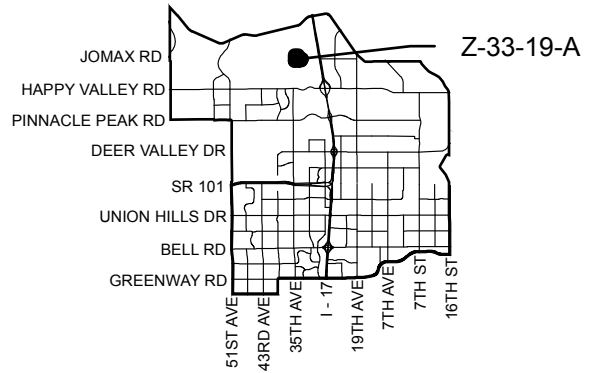 Z-33-19-A
JOMAX RD
HAPPY VALLEY RD
PINNACLE PEAK RD
DEER VALLEY DR
SR 101
UNION HILLS DR
BELL RD
GREENWAY RD
51ST AVE
43RD AVE
35TH AVE
I - 17
19TH AVE
7TH AVE
7TH ST
16TH ST